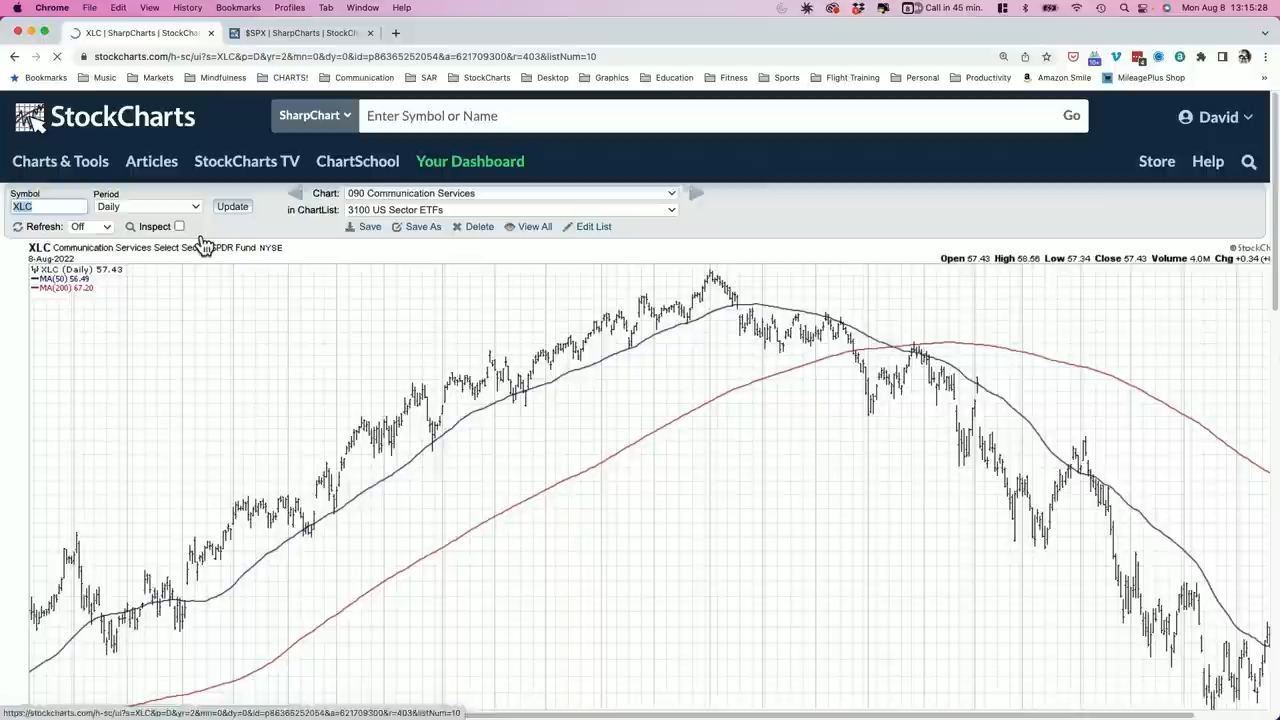 Chrome File Edit View History Bookmarks Profiles Tab Window Help Call in 45 min. Mon Aug 8 13:15:28
XLC | SharpCharts | StockCha × $SPX | SharpCharts | StockCh ×
stockcharts.com/h-sc/ui?s=XLC&p=D&yr=2&mn=0&dy=0&id=p86365252054&a=621709300&r=403&listNum=10
Bookmarks Music Markets Mindfulness CHARTS! Communication SAR StockCharts Desktop Graphics Education Fitness Sports Flight Training Personal Productivity Amazon Smile MileagePlus Shop
StockCharts SharpChart Enter Symbol or Name Go David
Charts & Tools Articles StockCharts TV ChartSchool Your Dashboard Store Help
Symbol Period Chart: 090 Communication Services
XLC Daily Update in ChartList: 3100 US Sector ETFs
Refresh: Off Inspect Save Save As Delete View All Edit List
XLC Communication Services Select Se PDR Fund NYSE © StockCh
8-Aug-2022 Open 57.43 High 58.56 Low 57.34 Close 57.43 Volume 4.0M Chg +0.34 (+
XLC (Daily) 57.43
MA(50) 56.49
MA(200) 67.20
https://stockcharts.com/h-sc/ui?s=XLC&p=D&yr=2&mn=0&dy=0&id=p86365252054&a=621709300&r=403&listNum=10